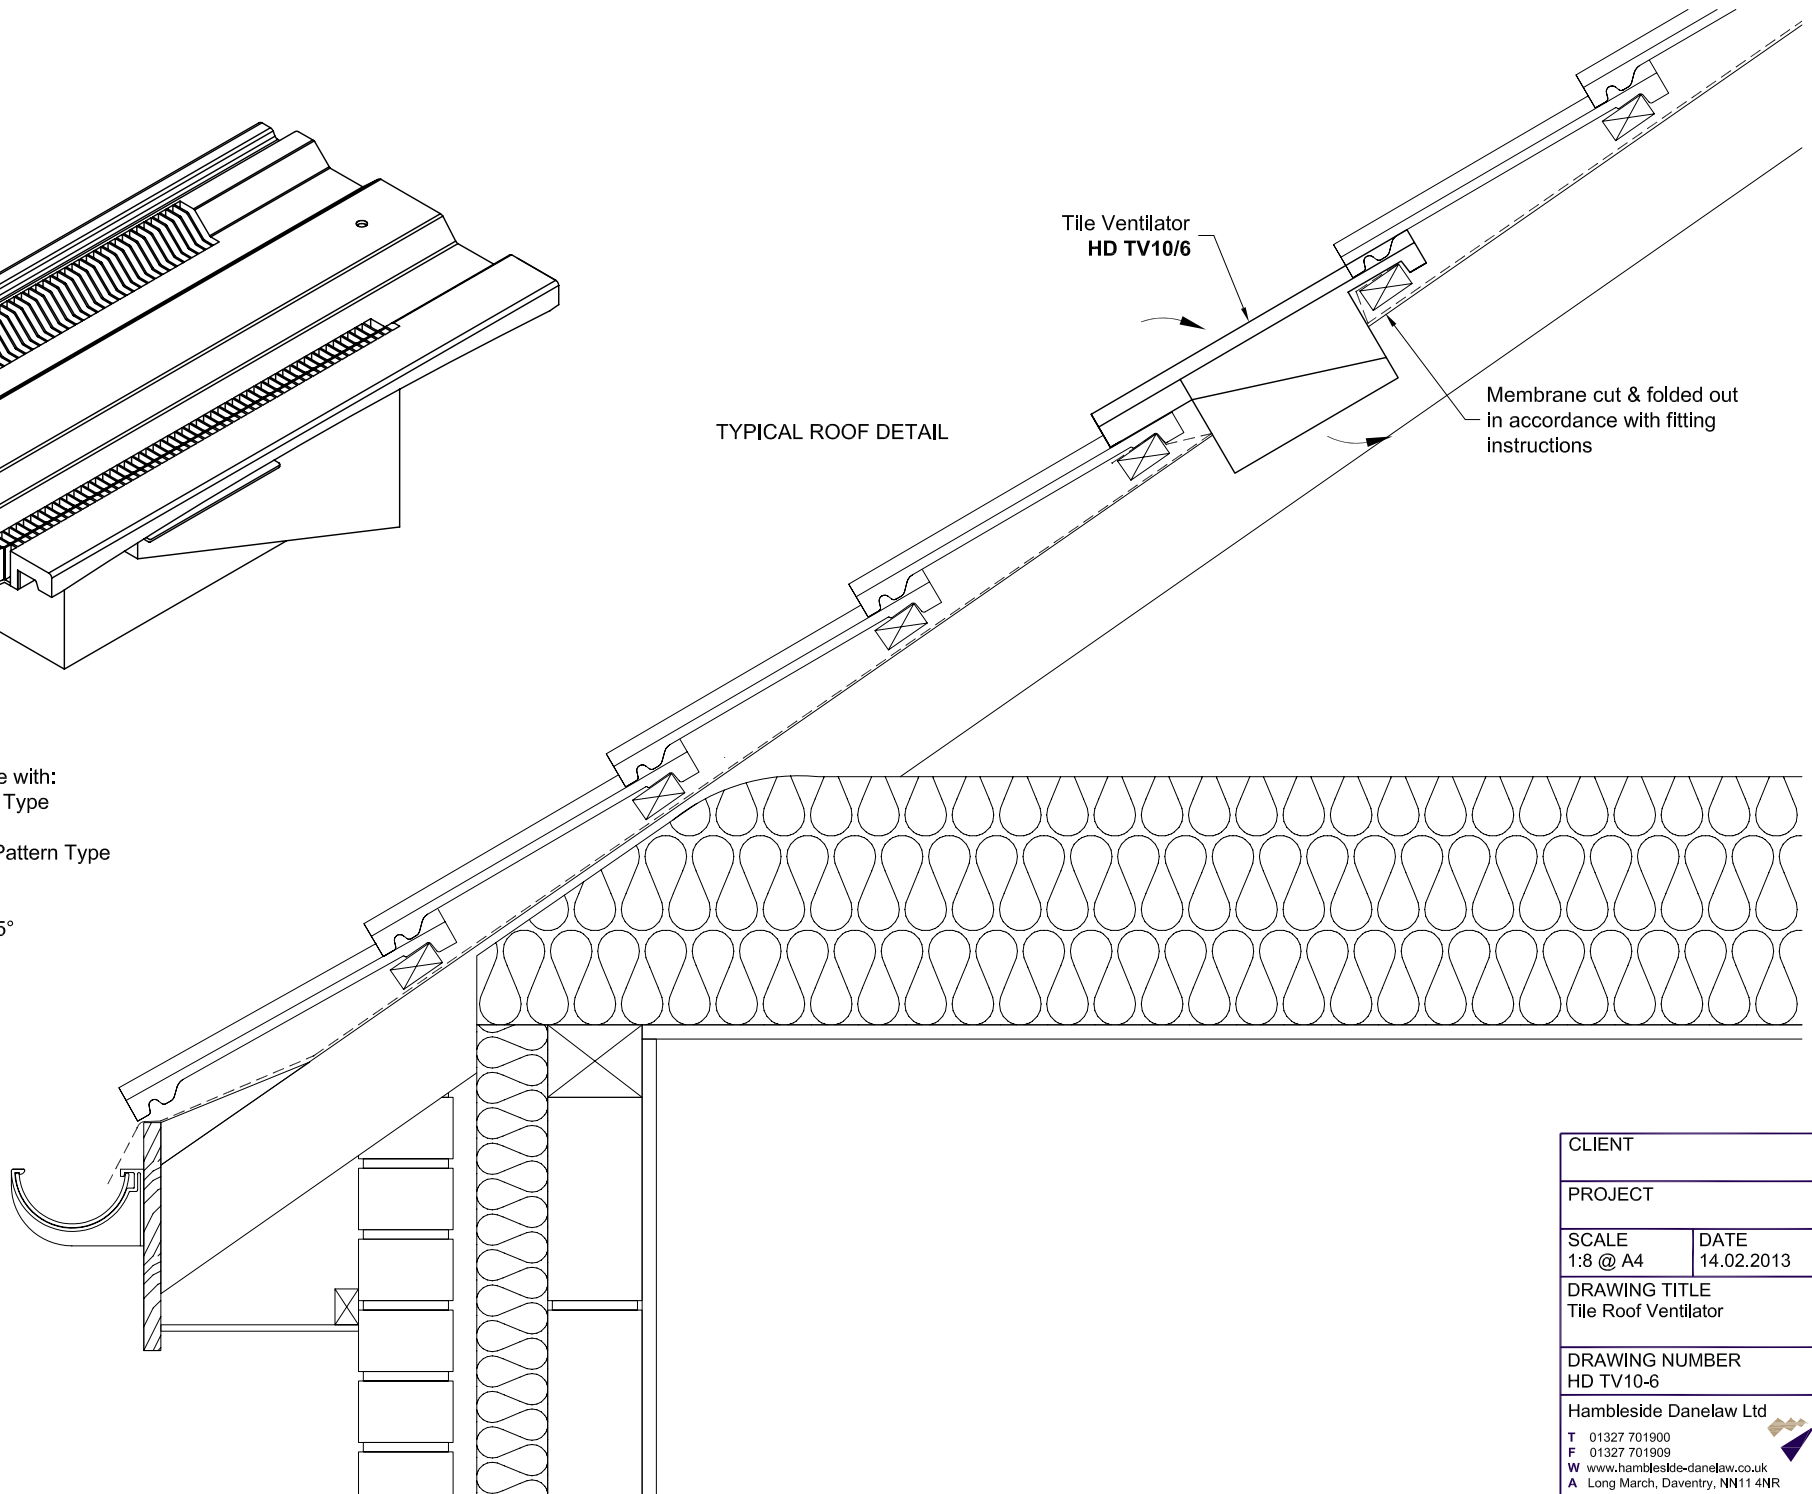 Tile Ventilator
HD TV10/6
TYPICAL ROOF DETAIL
Membrane cut & folded out
in accordance with fitting
instructions
with:
Type
Pattern Type
CLIENT
PROJECT
SCALE
1:8 @ A4
DATE
14.02.2013
DRAWING TITLE
Tile Roof Ventilator
DRAWING NUMBER
HD TV10-6
Hambleside Danelaw Ltd
T 01327 701900
F 01327 701909
W www.hambleside-danelaw.co.uk
A Long March, Daventry, NN11 4NR